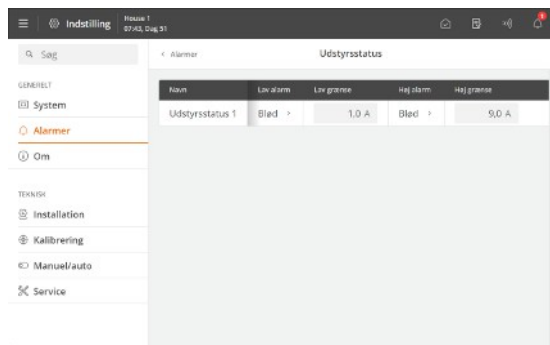 Indstilling
House 1
07:43, Dag 51
1
Søg
< Alarmer
Udstyrsstatus
GENERELT
System
Alarmer
Om
TEKNISK
Installation
Kalibrering
Manuel/auto
Service
Navn Lav alarm Lav grænse Høj alarm Høj grænse
Udstyrsstatus 1 Blød > 1,0 A Blød > 9,0 A